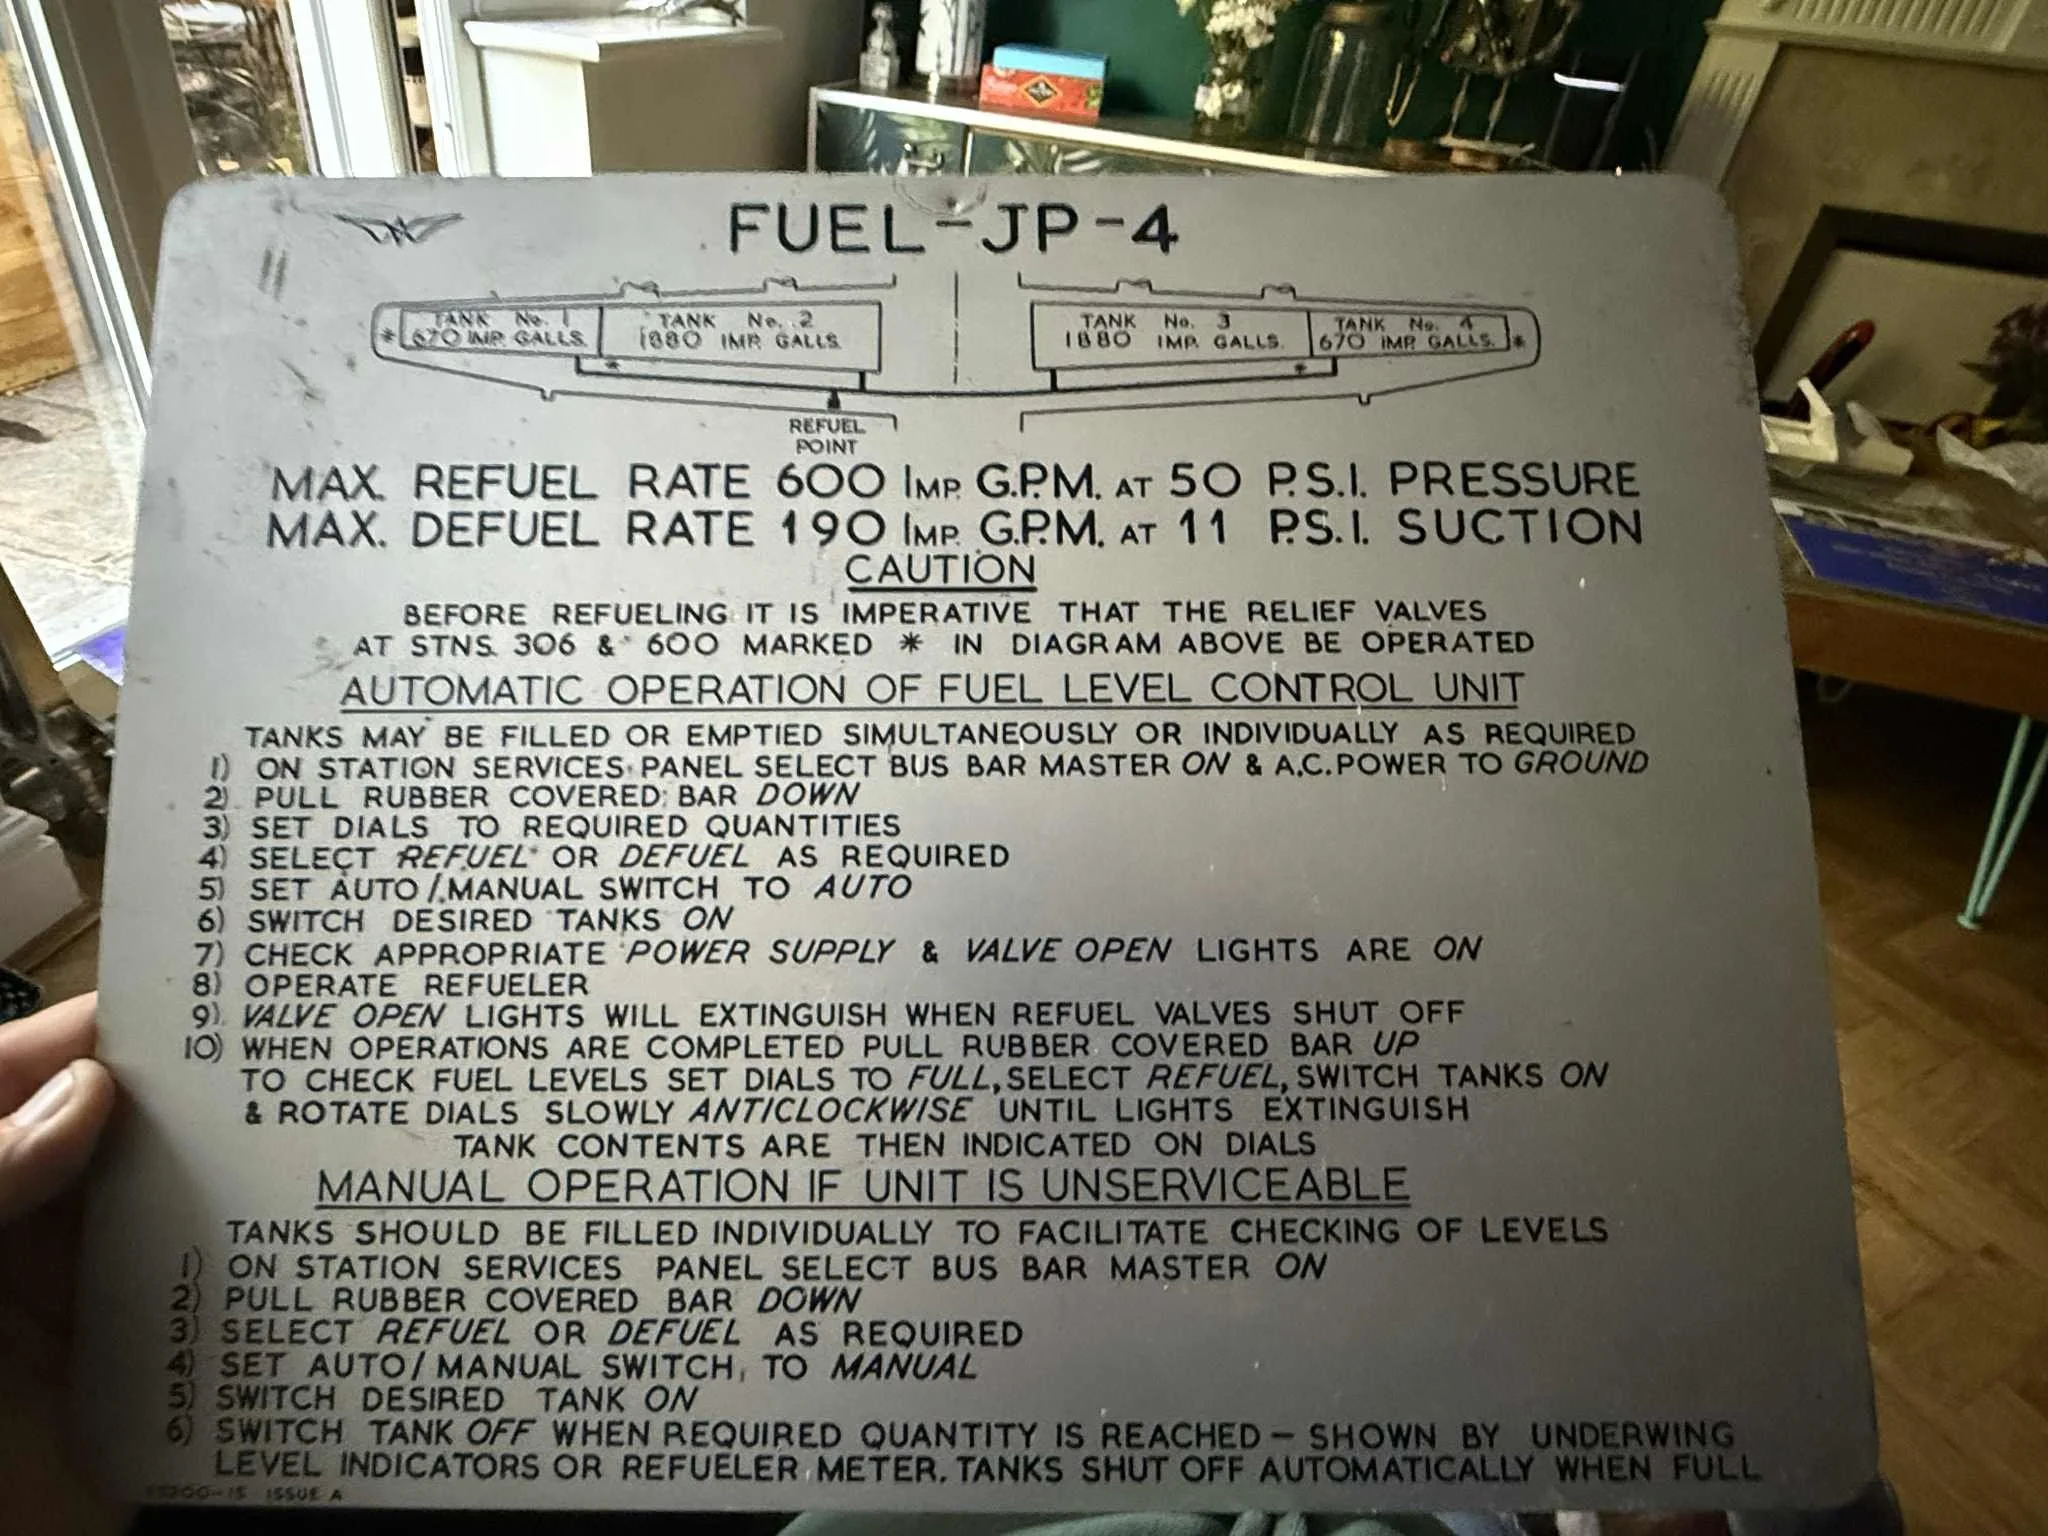 FUEL-JP-4
TANK No. 1
670 IMP. GALLS.
TANK No. 2
1880 IMP. GALLS.
TANK No. 3
1880 IMP. GALLS.
TANK No. 4
670 IMP. GALLS.
* * * *
REFUEL
POINT
MAX. REFUEL RATE 600 IMP. G.P.M. AT 50 P.S.I. PRESSURE
MAX. DEFUEL RATE 190 IMP. G.P.M. AT 11 P.S.I. SUCTION
CAUTION
BEFORE REFUELING IT IS IMPERATIVE THAT THE RELIEF VALVES
AT STNS. 306 & 600 MARKED * IN DIAGRAM ABOVE BE OPERATED
AUTOMATIC OPERATION OF FUEL LEVEL CONTROL UNIT
TANKS MAY BE FILLED OR EMPTIED SIMULTANEOUSLY OR INDIVIDUALLY AS REQUIRED
1) ON STATION SERVICES PANEL SELECT BUS BAR MASTER ON & A.C. POWER TO GROUND
2) PULL RUBBER COVERED BAR DOWN
3) SET DIALS TO REQUIRED QUANTITIES
4) SELECT REFUEL OR DEFUEL AS REQUIRED
5) SET AUTO/MANUAL SWITCH TO AUTO
6) SWITCH DESIRED TANKS ON
7) CHECK APPROPRIATE POWER SUPPLY & VALVE OPEN LIGHTS ARE ON
8) OPERATE REFUELER
9) VALVE OPEN LIGHTS WILL EXTINGUISH WHEN REFUEL VALVES SHUT OFF
10) WHEN OPERATIONS ARE COMPLETED PULL RUBBER COVERED BAR UP
TO CHECK FUEL LEVELS SET DIALS TO FULL, SELECT REFUEL, SWITCH TANKS ON
& ROTATE DIALS SLOWLY ANTICLOCKWISE UNTIL LIGHTS EXTINGUISH
TANK CONTENTS ARE THEN INDICATED ON DIALS
MANUAL OPERATION IF UNIT IS UNSERVICEABLE
TANKS SHOULD BE FILLED INDIVIDUALLY TO FACILITATE CHECKING OF LEVELS
1) ON STATION SERVICES PANEL SELECT BUS BAR MASTER ON
2) PULL RUBBER COVERED BAR DOWN
3) SELECT REFUEL OR DEFUEL AS REQUIRED
4) SET AUTO/MANUAL SWITCH TO MANUAL
5) SWITCH DESIRED TANK ON
6) SWITCH TANK OFF WHEN REQUIRED QUANTITY IS REACHED – SHOWN BY UNDERWING
LEVEL INDICATORS OR REFUELER METER. TANKS SHUT OFF AUTOMATICALLY WHEN FULL
ISSUE A